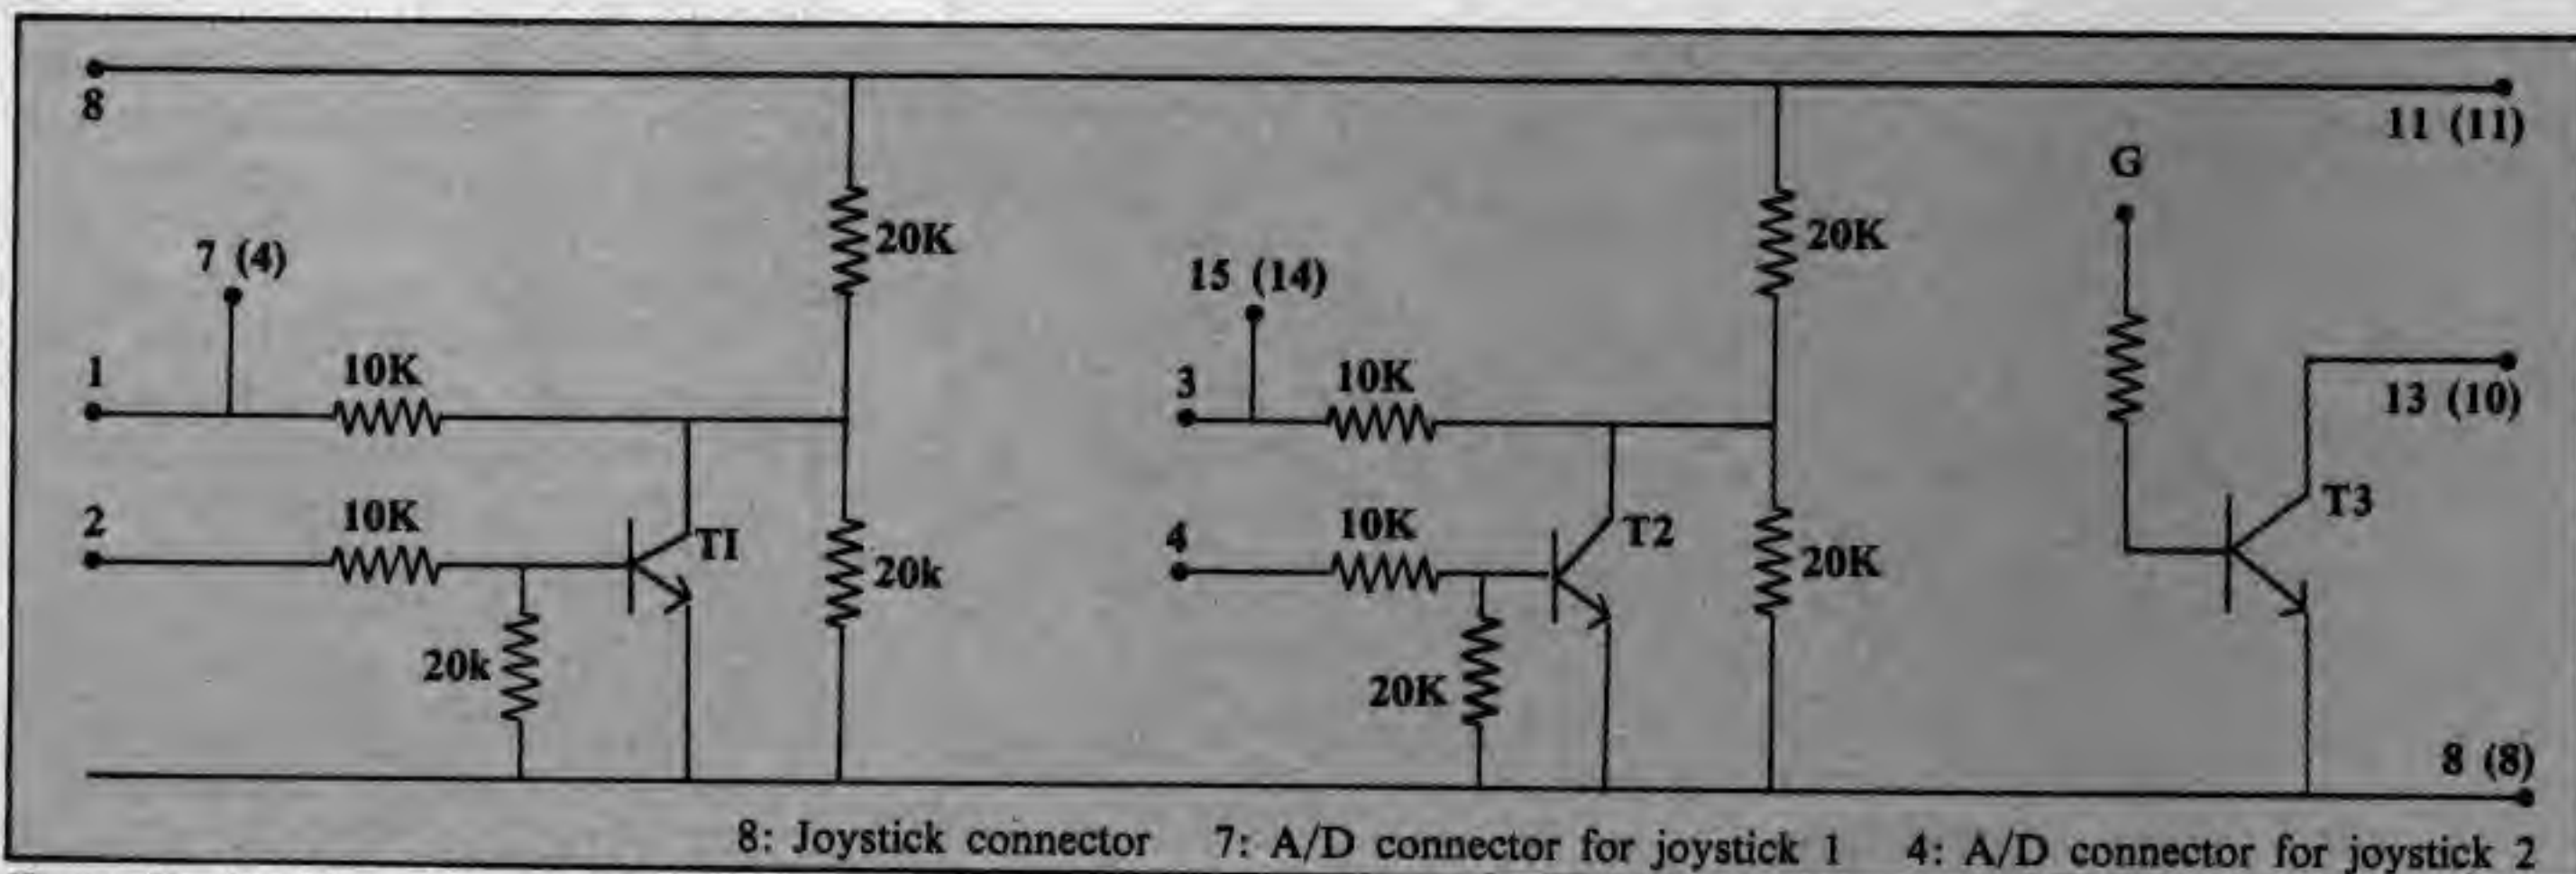 8
11 (11)
G
20K
20K
7 (4)
15 (14)
1
10K
3
10K
13 (10)
2
10K
TI
20k
4
10K
T2
20K
T3
20k
20K
8 (8)
8: Joystick connector 7: A/D connector for joystick 1 4: A/D connector for joystick 2